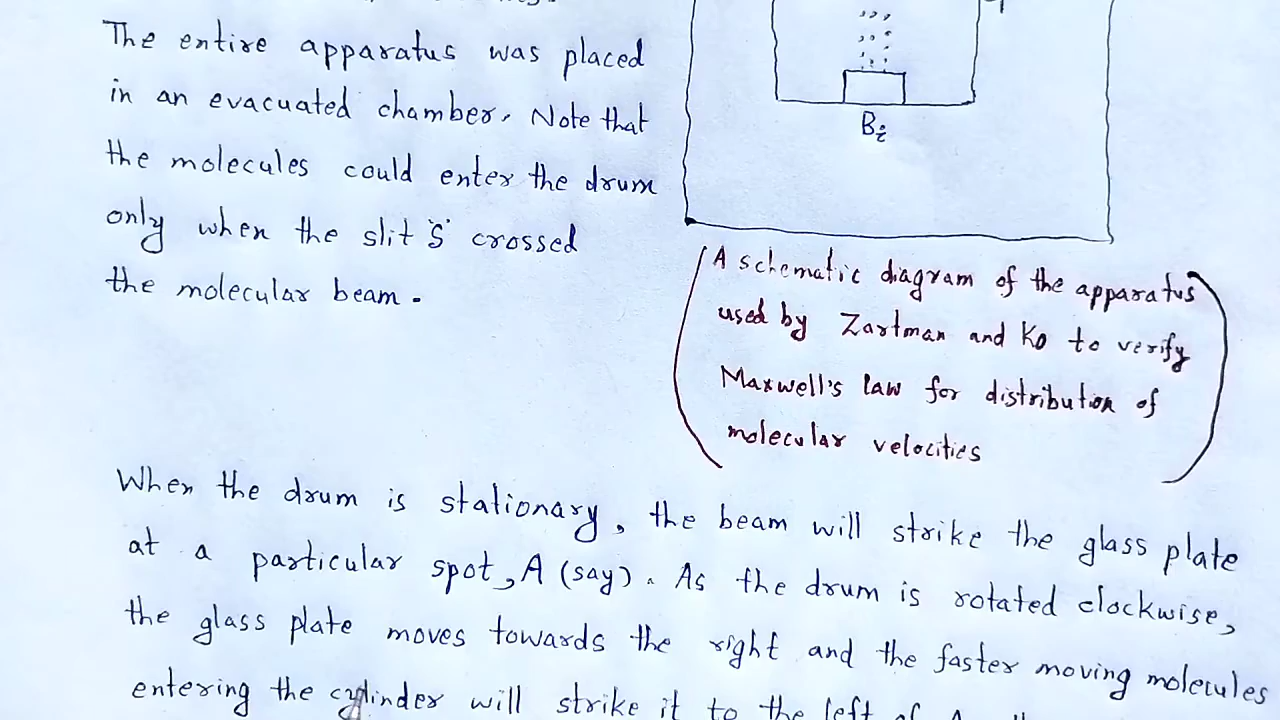 The entire apparatus was placed
in an evacuated chamber. Note that
the molecules could enter the drum
only when the slit 'S' crossed
the molecular beam.
Bi
A schematic diagram of the apparatus
used by Zartman and Ko to verify
Maxwell's law for distribution of
molecular velocities
When the drum is stationary, the beam will strike the glass plate
at a particular spot, A (say). As the drum is rotated clockwise,
the glass plate moves towards the right and the faster moving molecules
entering the cylinder will strike it to the left of